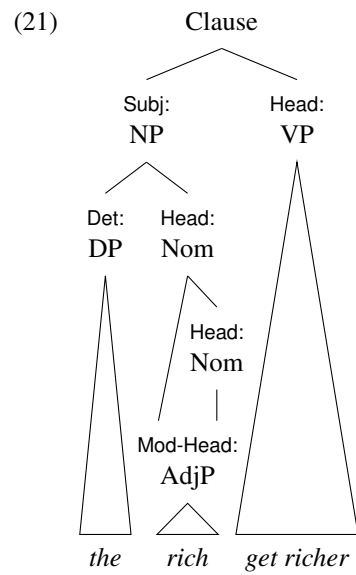 (21) Clause
Subj: Head:
NP VP
Det: Head:
DP Nom
Head:
Nom
Mod-Head:
AdjP
the rich get richer